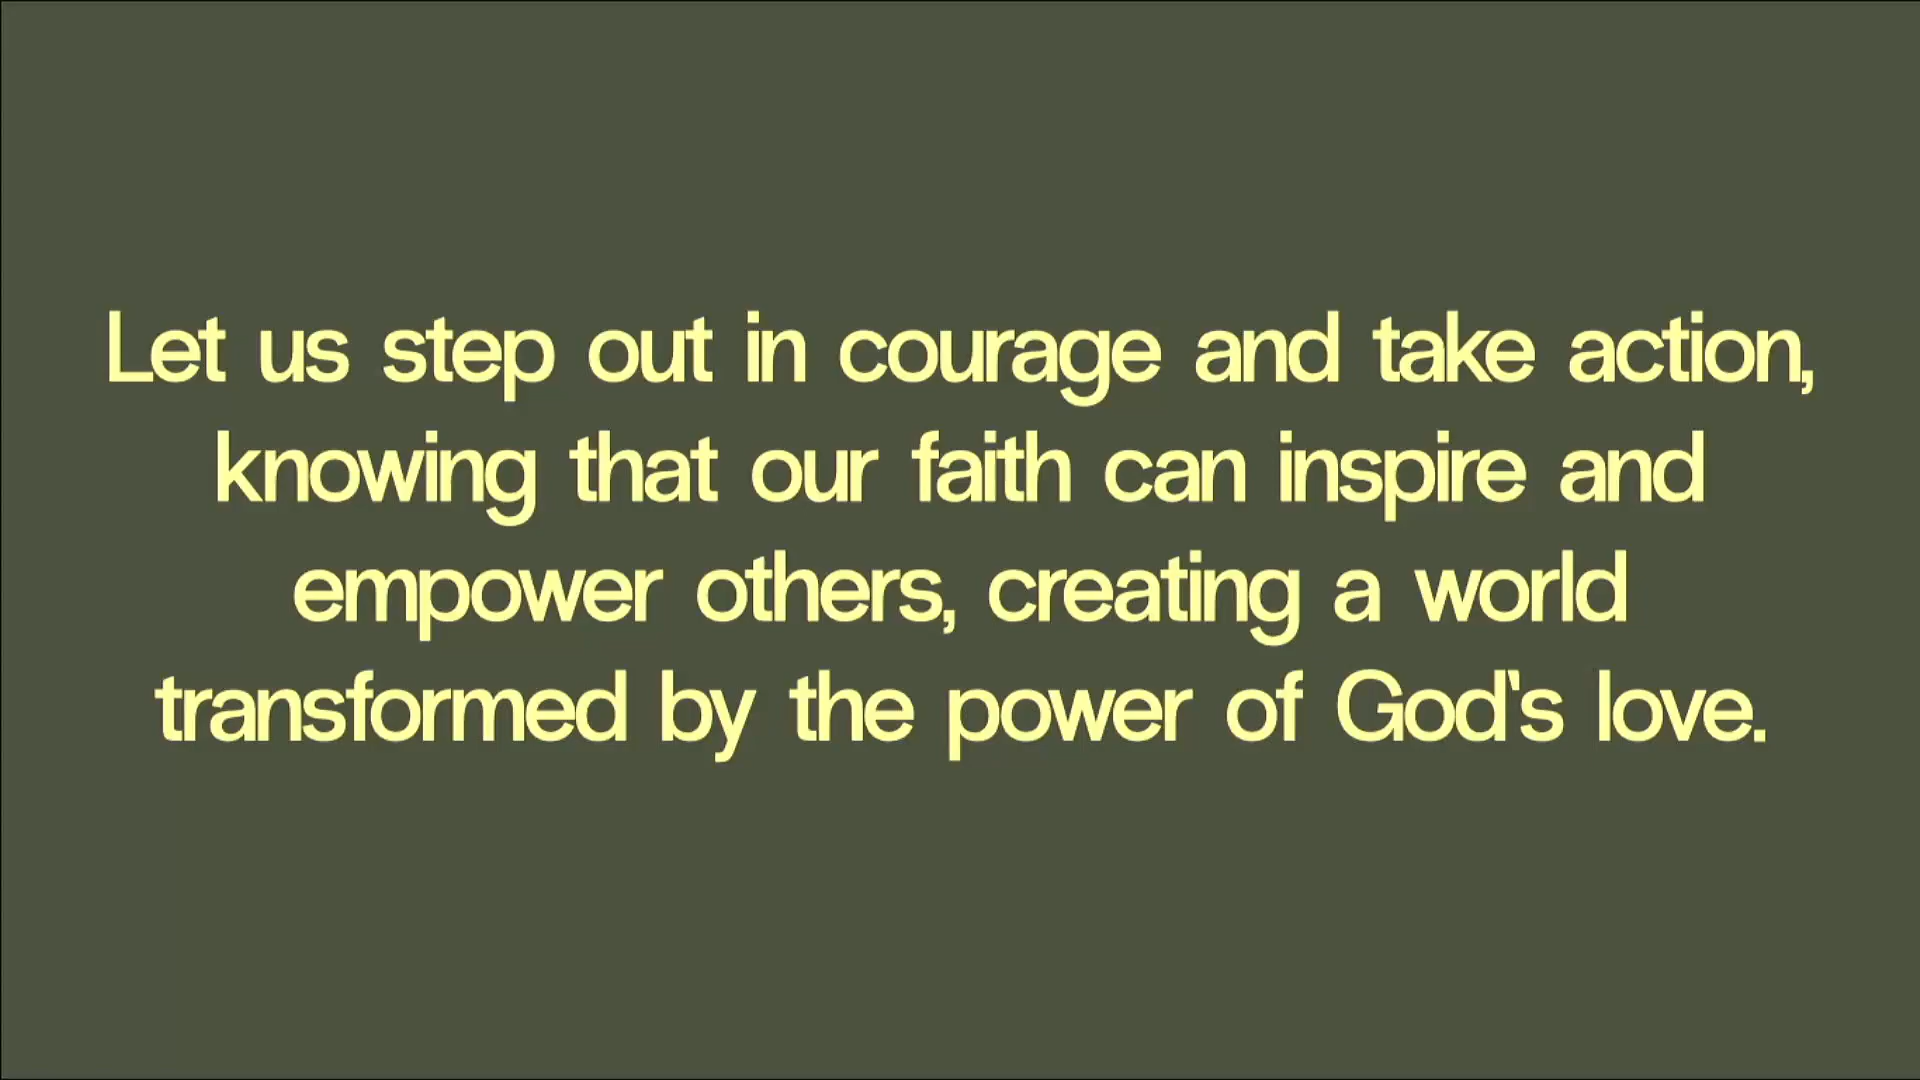 Let us step out in courage and take action,
knowing that our faith can inspire and
empower others, creating a world
transformed by the power of God's love.